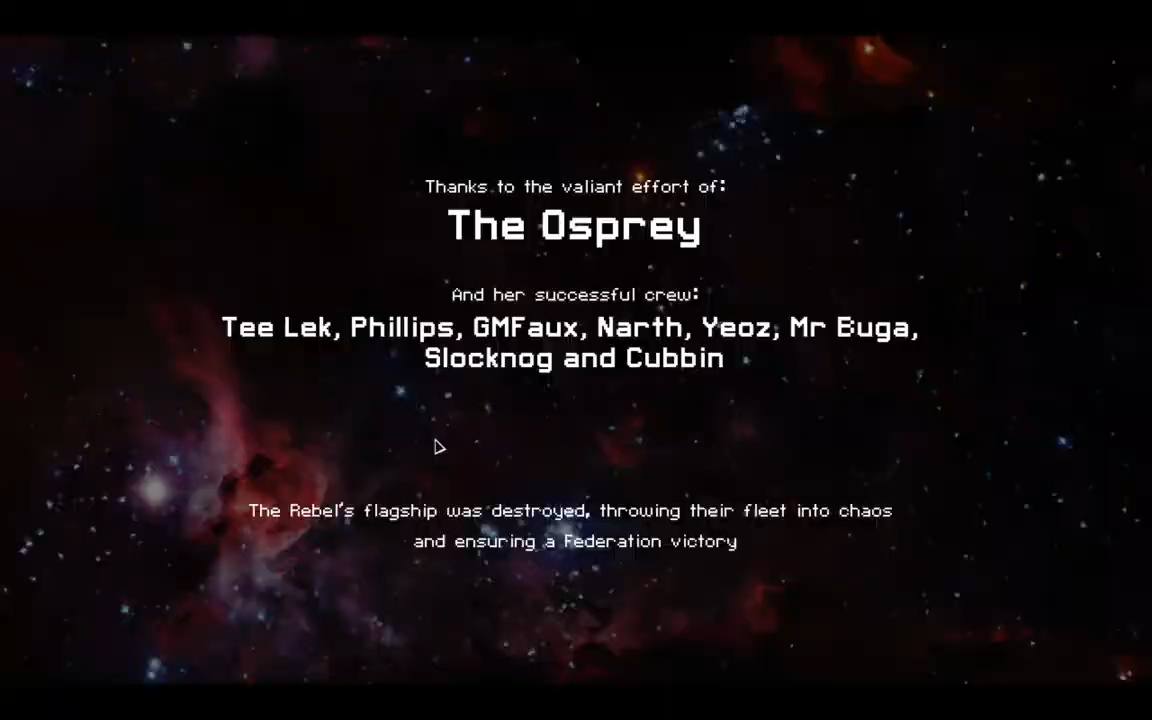 Thanks to the valiant effort of:
The Osprey
And her successful crew:
Tee Lek, Phillips, GMFaux, Narth, Yeoz, Mr Buga,
Slocknog and Cubbin
The Rebel's flagship was destroyed, throwing their fleet into chaos
and ensuring a Federation victory